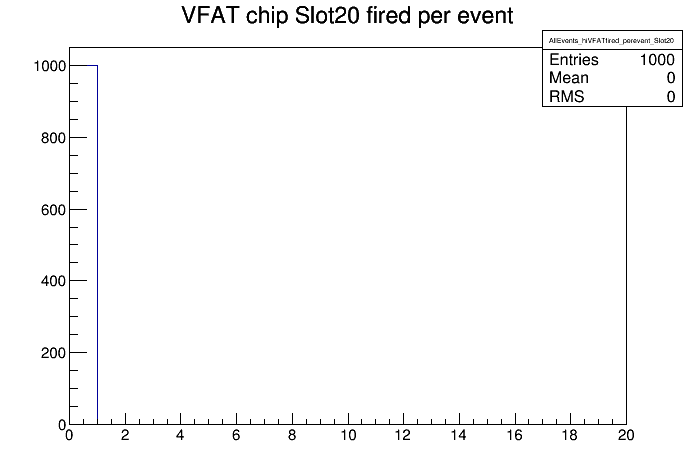 VFAT chip Slot20 fired per event
AllEvents_hiVFATfired_perevent_Slot20
Entries 1000
Mean 0
RMS 0
1000
800
600
400
200
0
0 2 4 6 8 10 12 14 16 18 20